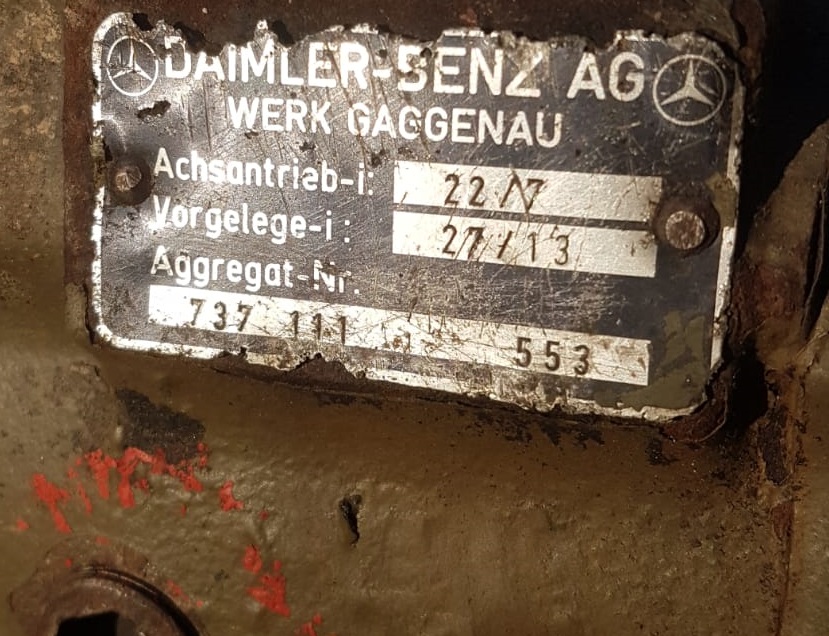 DAIMLER-BENZ AG
WERK GAGGENAU
Achsantrieb-i: 22/7
Vorgelege-i: 27/13
Aggregat-Nr.
737 111 553